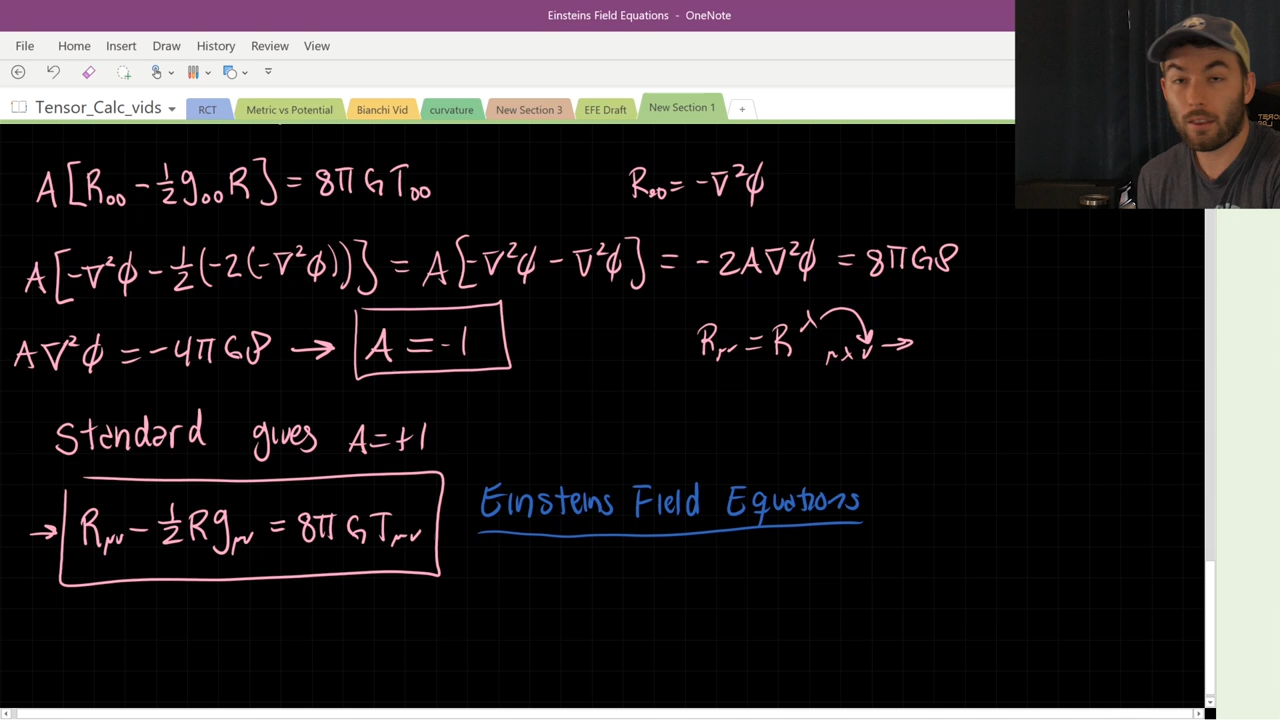 Einsteins Field Equations - OneNote
File Home Insert Draw History Review View
Tensor_Calc_vids RCT Metric vs Potential Bianchi Vid curvature New Section 3 EFE Draft New Section 1 +
A[R₀₀ - ½g₀₀R] = 8πGT₀₀
R₀₀ = -∇²ϕ
A[-∇²ϕ - ½(-2(-∇²ϕ))] = A[-∇²ϕ - ∇²ϕ] = -2A∇²ϕ = 8πGρ
A∇²ϕ = -4πGρ → A = -1
R_μν = R^λ_μλν →
Standard gives A=+1
→ R_μν - ½Rg_μν = 8πGT_μν
Einsteins Field Equations